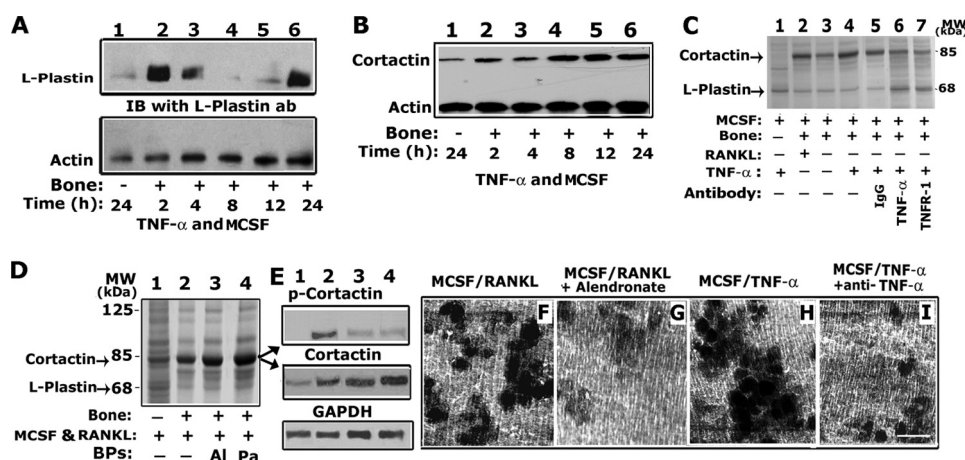 A
1 2 3 4 5 6
L-Plastin
IB with L-Plastin ab
Actin
Bone: - + + + + +
Time (h): 24 2 4 8 12 24
TNF-α and MCSF
B
1 2 3 4 5 6
Cortactin
Actin
Bone: - + + + + +
Time (h): 24 2 4 8 12 24
TNF-α and MCSF
C
MW
(kDa)
1 2 3 4 5 6 7
Cortactin
85
L-Plastin
68
MCSF: + + + + + + +
Bone: – + + + + + +
RANKL: – + – – – – –
TNF-α : + – – + + + +
Antibody: – – – – IgG TNF-α TNFR-1
D
MW
(kDa)
1 2 3 4
125
Cortactin 85
L-Plastin 68
Bone: – + + +
MCSF & RANKL: + + + +
BPs: – – Al Pa
E
1 2 3 4
p-Cortactin
Cortactin
GAPDH
MCSF/RANKL
F
MCSF/RANKL
+ Alendronate
G
MCSF/TNF-α
H
MCSF/TNF-α
+anti-TNF-α
I